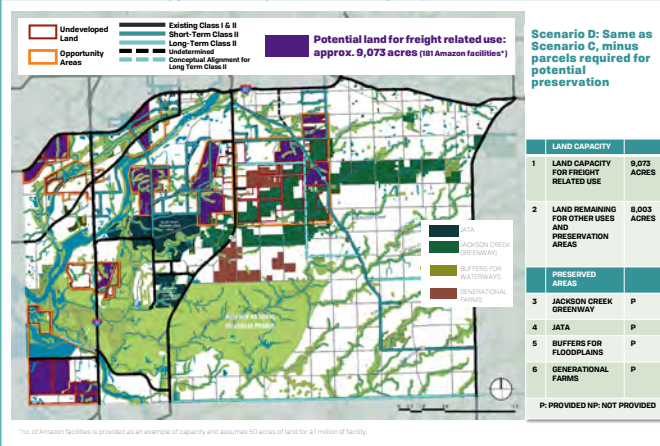 Undeveloped
Land
Opportunity
Areas
Existing Class I & II
Short-Term Class II
Long-Term Class II
Undetermined
Conceptual Alignment for
Long Term Class II
Potential land for freight related use:
approx. 9,073 acres (181 Amazon facilities*)
Scenario D: Same as
Scenario C, minus
parcels required for
potential
preservation
LAND CAPACITY
1 LAND CAPACITY 9,073
FOR FREIGHT ACRES
RELATED USE
2 LAND REMAINING 8,003
FOR OTHER USES ACRES
AND
PRESERVATION
AREAS
PRESERVED
AREAS
3 JACKSON CREEK P
GREENWAY
4 JATA P
5 BUFFERS FOR P
FLOODPLAINS
6 GENERATIONAL P
FARMS
P: PROVIDED NP: NOT PROVIDED
JATA
JACKSON CREEK
GREENWAY)
BUFFERS FOR
WATERWAYS
GENERATIONAL
FARMS
*no. of Amazon facilities is provided as an example of capacity and assumes 50 acres of land for a 1 million sf facility.